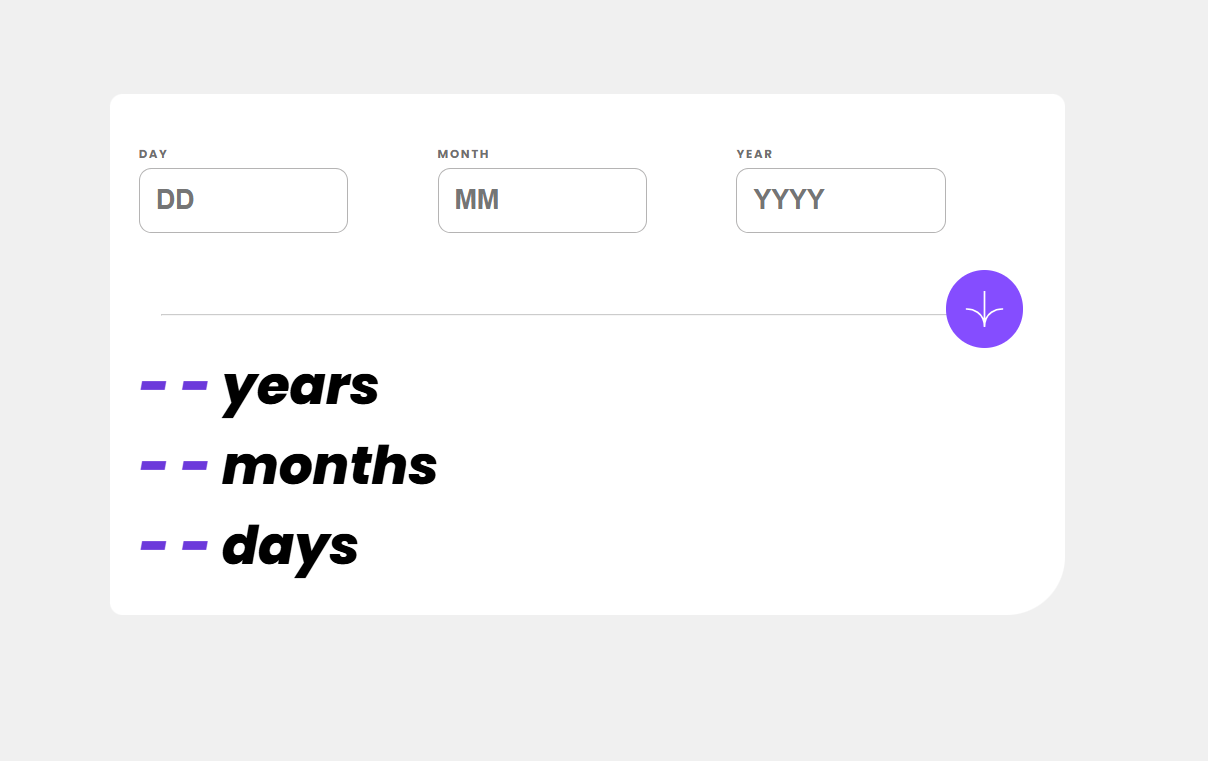 DAY MONTH YEAR
DD MM YYYY
- - years
- - months
- - days